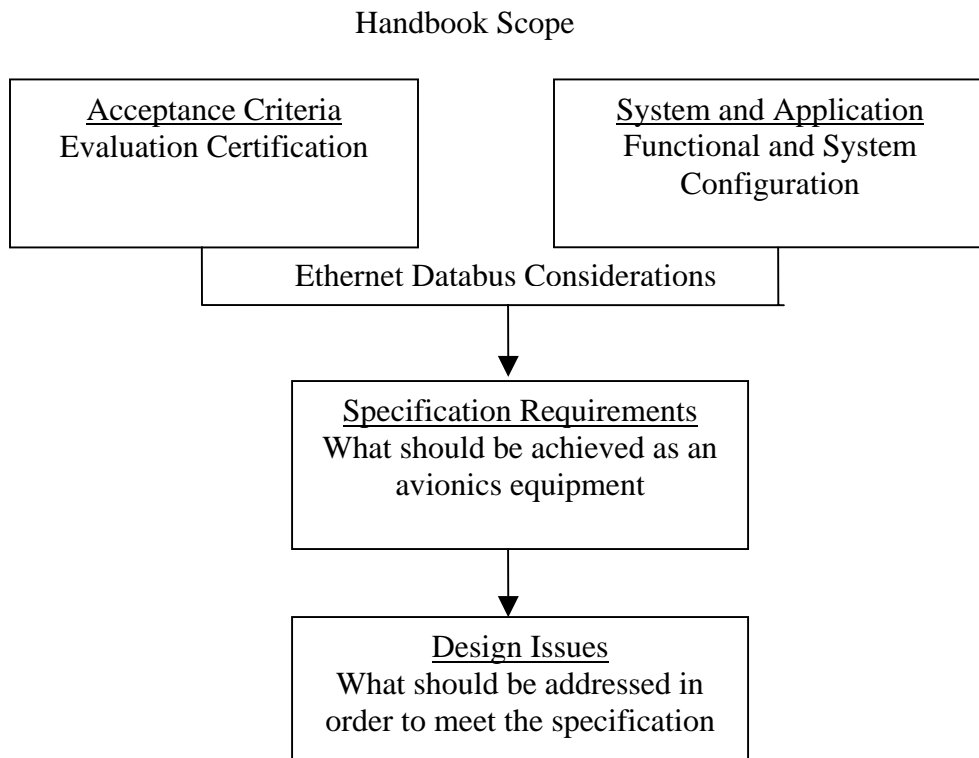 Handbook Scope
Acceptance Criteria
Evaluation Certification
System and Application
Functional and System
Configuration
Ethernet Databus Considerations
Specification Requirements
What should be achieved as an
avionics equipment
Design Issues
What should be addressed in
order to meet the specification